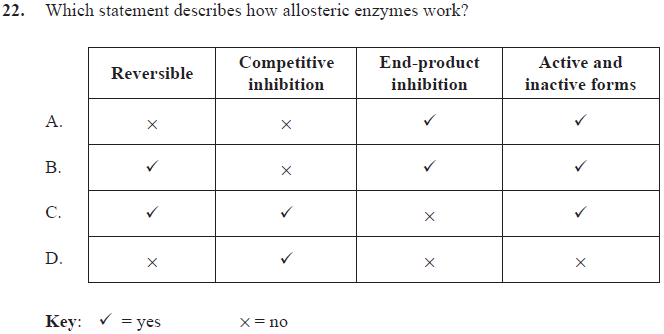 22. Which statement describes how allosteric enzymes work?
Reversible Competitive inhibition End-product inhibition Active and inactive forms
A. × × ✓ ✓
B. ✓ × ✓ ✓
C. ✓ ✓ × ✓
D. × ✓ × ×
Key: ✓ = yes × = no